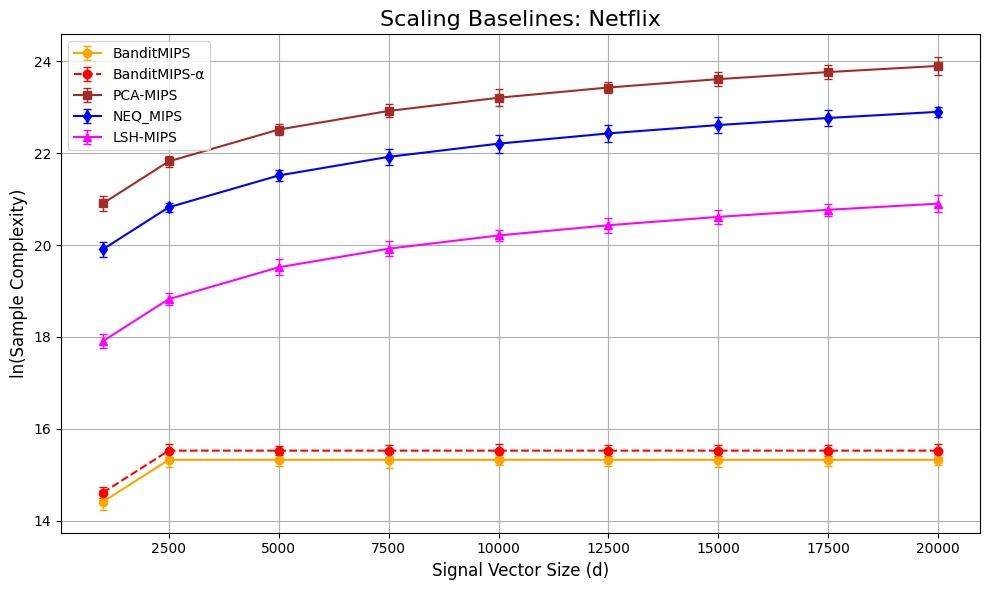 Scaling Baselines: Netflix
BanditMIPS
BanditMIPS-α
PCA-MIPS
NEQ_MIPS
LSH-MIPS
ln(Sample Complexity)
24
22
20
18
16
14
2500 5000 7500 10000 12500 15000 17500 20000
Signal Vector Size (d)